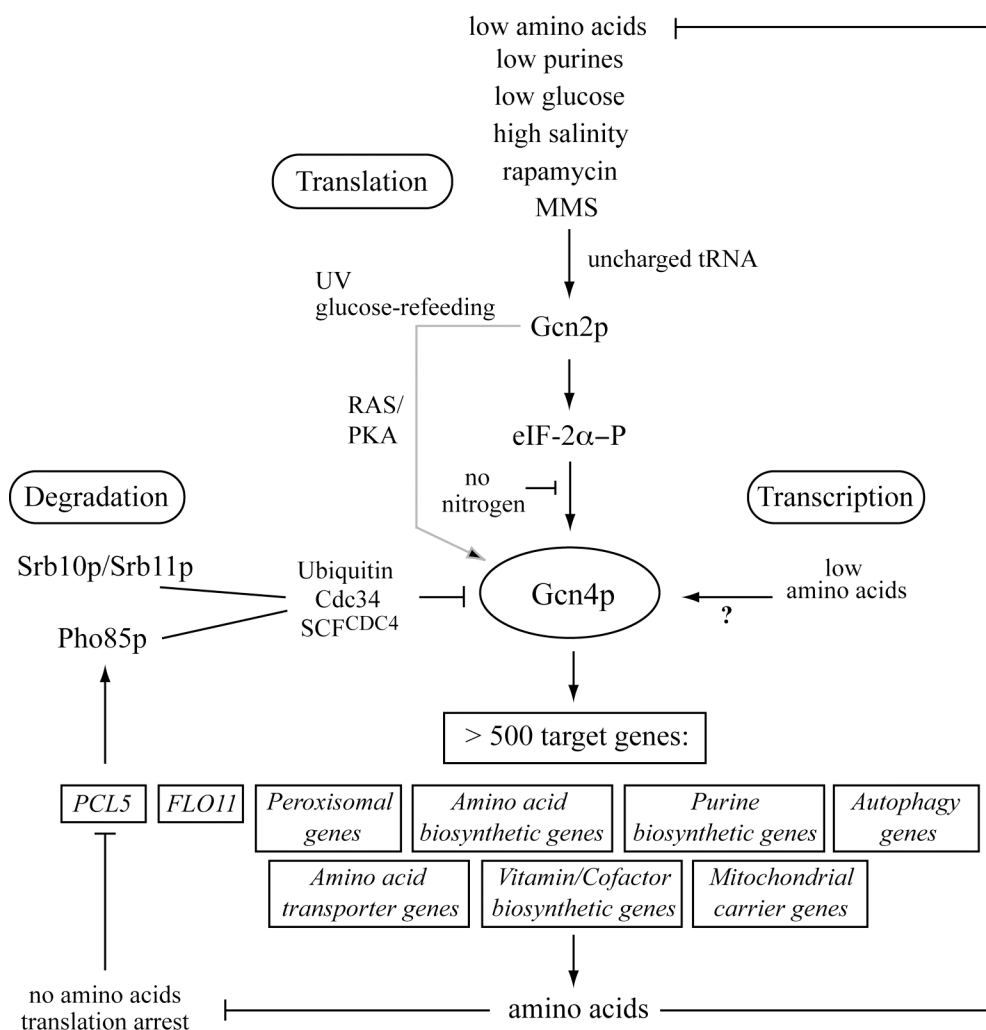 low amino acids
low purines
low glucose
high salinity
rapamycin
MMS
Translation
uncharged tRNA
UV
glucose-refeeding
Gcn2p
RAS/
PKA
eIF-2α–P
no
nitrogen
Degradation
Transcription
Srb10p/Srb11p
Pho85p
Ubiquitin
Cdc34
SCFCDC4
Gcn4p
low
amino acids
?
> 500 target genes:
PCL5
FLO11
Peroxisomal
genes
Amino acid
biosynthetic genes
Purine
biosynthetic genes
Autophagy
genes
Amino acid
transporter genes
Vitamin/Cofactor
biosynthetic genes
Mitochondrial
carrier genes
no amino acids
translation arrest
amino acids